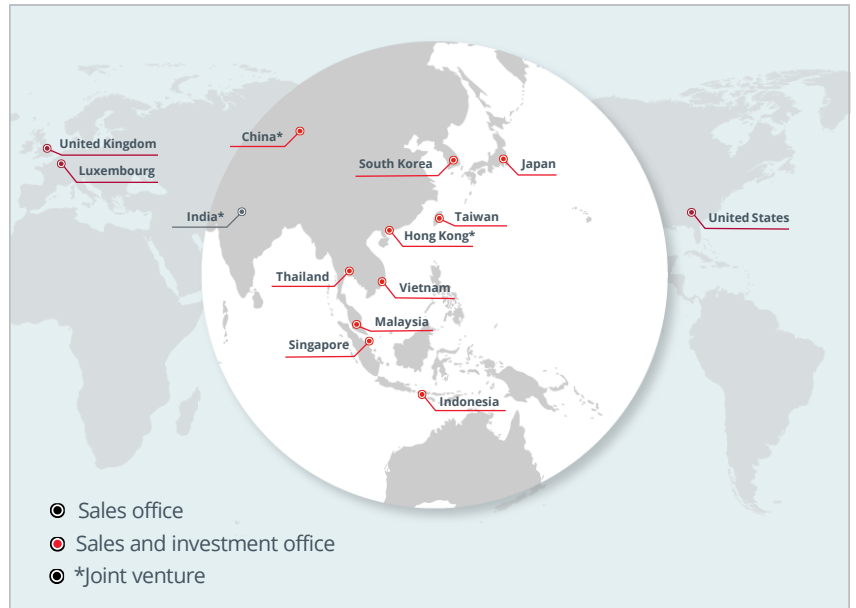 United Kingdom
Luxembourg
China*
South Korea
Japan
India*
Taiwan
Hong Kong*
United States
Thailand
Vietnam
Malaysia
Singapore
Indonesia
Sales office
Sales and investment office
*Joint venture